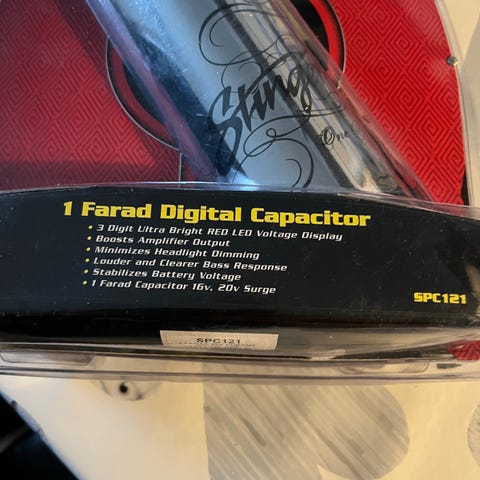 Stinger
One
1 Farad Digital Capacitor
• 3 Digit Ultra Bright RED LED Voltage Display
• Boosts Amplifier Output
• Minimizes Headlight Dimming
• Louder and Clearer Bass Response
• Stabilizes Battery Voltage
• 1 Farad Capacitor 16v, 20v Surge
SPC121
SPC121